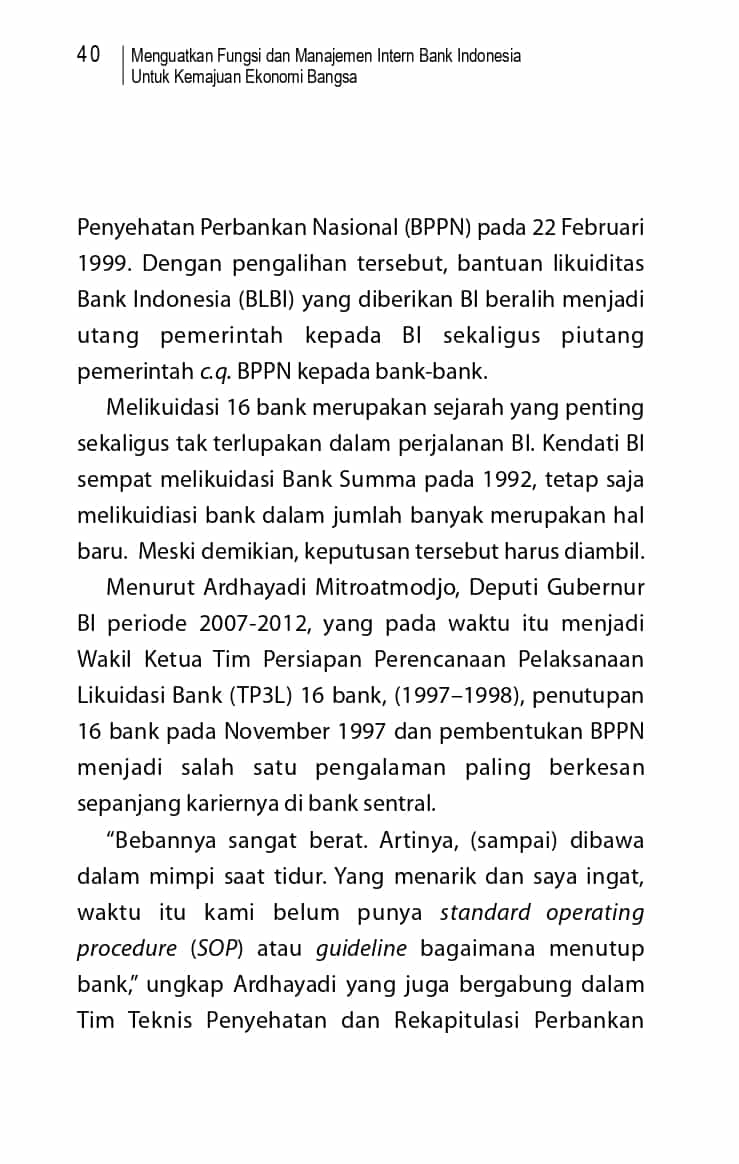 40
Menguatkan Fungsi dan Manajemen Intern Bank Indonesia
Untuk Kemajuan Ekonomi Bangsa
Penyehatan Perbankan Nasional (BPPN) pada 22 Februari
1999. Dengan pengalihan tersebut, bantuan likuiditas
Bank Indonesia (BLBI) yang diberikan BI beralih menjadi
utang pemerintah kepada BI sekaligus piutang
pemerintah c.q. BPPN kepada bank-bank.
Melikuidasi 16 bank merupakan sejarah yang penting
sekaligus tak terlupakan dalam perjalanan BI. Kendati BI
sempat melikuidasi Bank Summa pada 1992, tetap saja
melikuidiasi bank dalam jumlah banyak merupakan hal
baru. Meski demikian, keputusan tersebut harus diambil.
Menurut Ardhayadi Mitroatmodjo, Deputi Gubernur
BI periode 2007-2012, yang pada waktu itu menjadi
Wakil Ketua Tim Persiapan Perencanaan Pelaksanaan
Likuidasi Bank (TP3L) 16 bank, (1997–1998), penutupan
16 bank pada November 1997 dan pembentukan BPPN
menjadi salah satu pengalaman paling berkesan
sepanjang kariernya di bank sentral.
“Bebannya sangat berat. Artinya, (sampai) dibawa
dalam mimpi saat tidur. Yang menarik dan saya ingat,
waktu itu kami belum punya standard operating
procedure (SOP) atau guideline bagaimana menutup
bank,” ungkap Ardhayadi yang juga bergabung dalam
Tim Teknis Penyehatan dan Rekapitulasi Perbankan